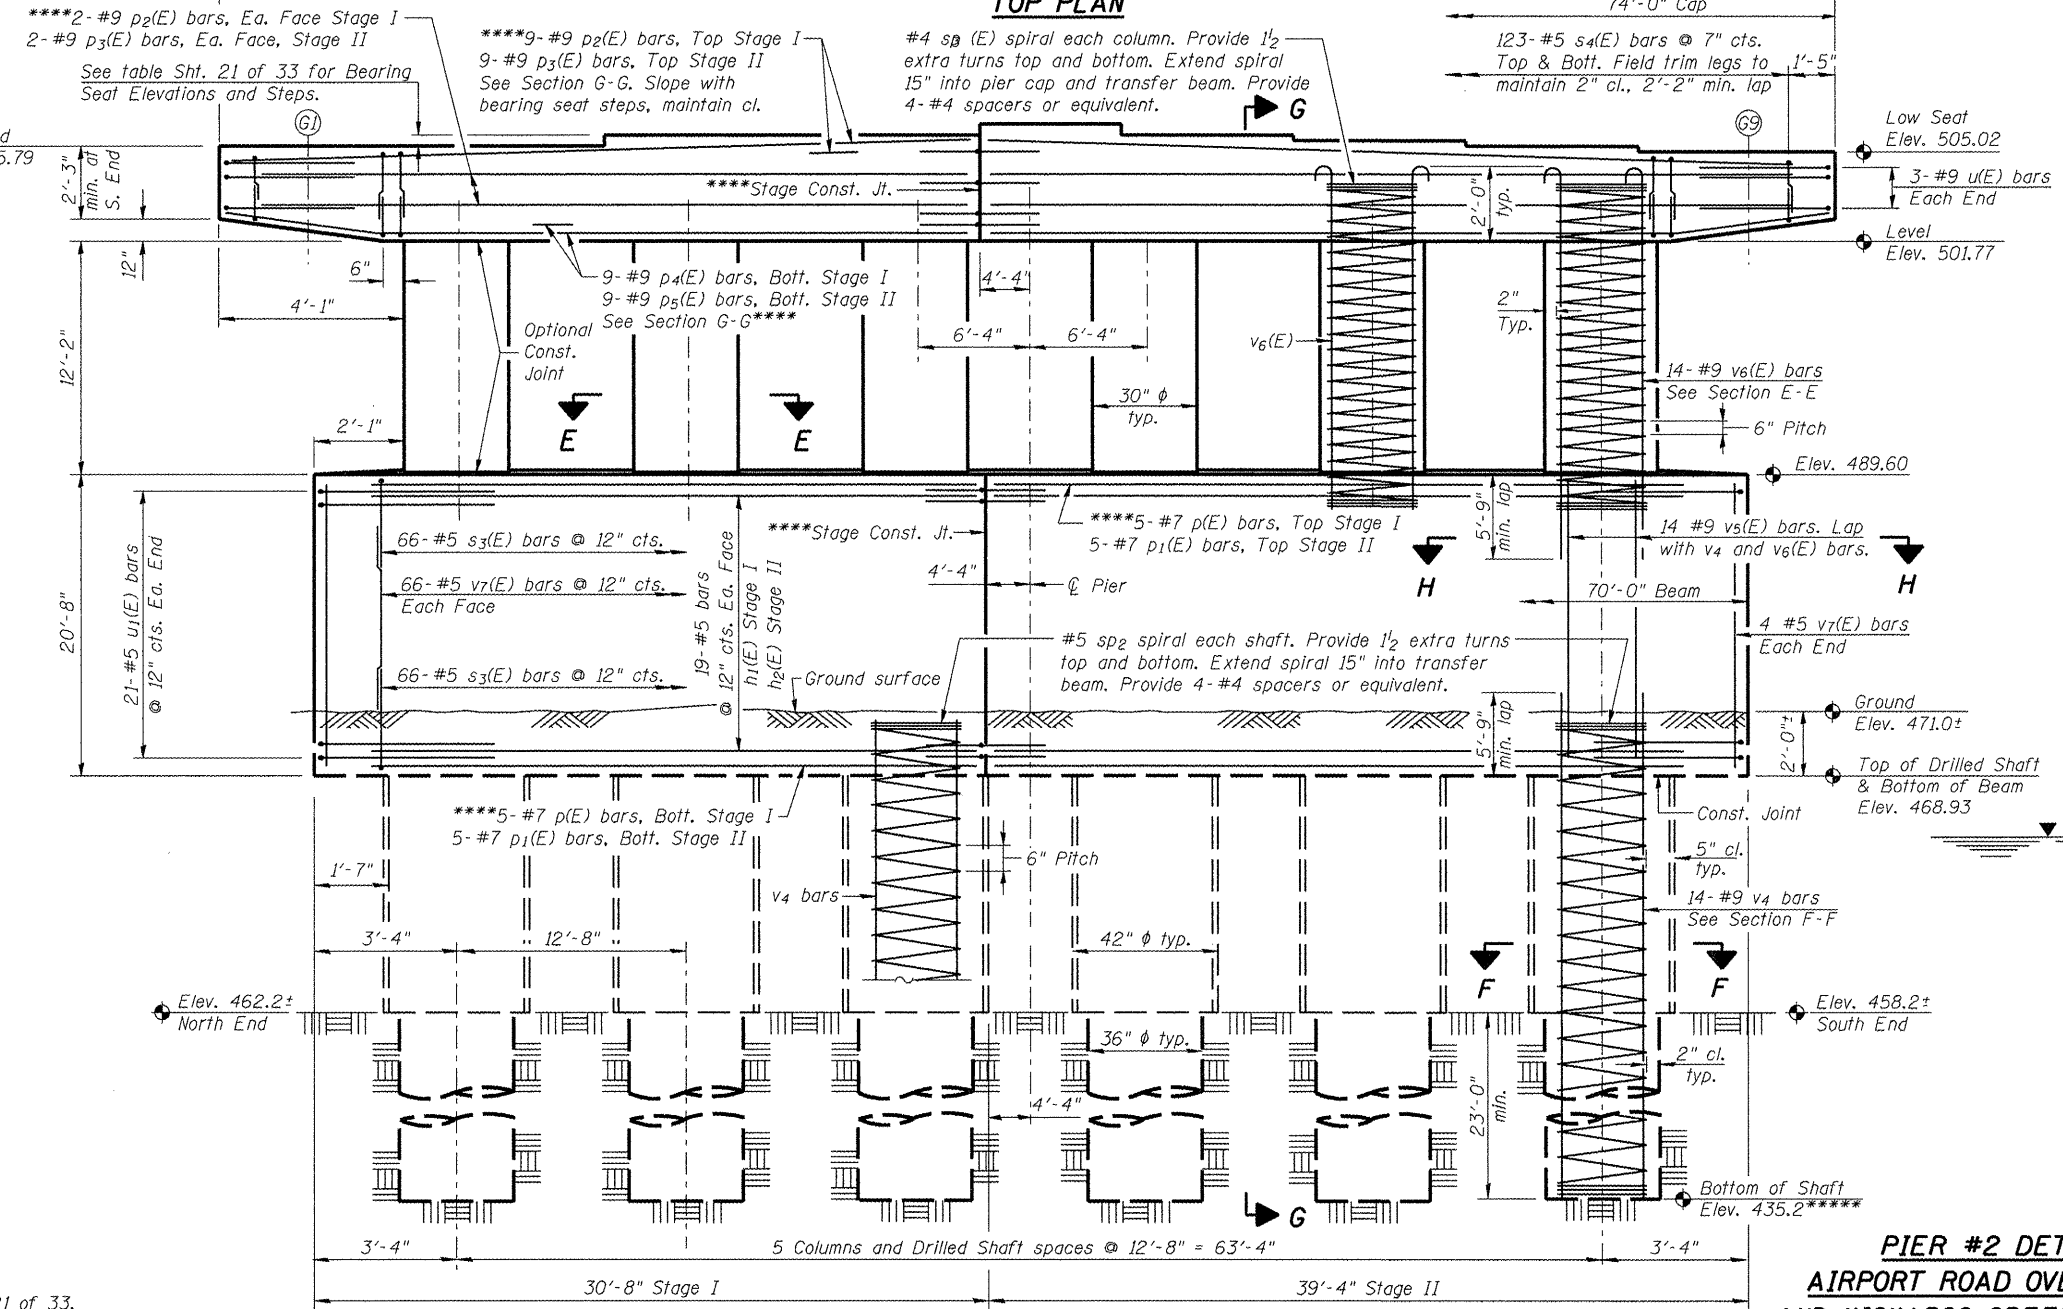 TOP PLAN
****2-#9 p2(E) bars, Ea. Face Stage I
2-#9 p3(E) bars, Ea. Face, Stage II
See table Sht. 21 of 33 for Bearing
Seat Elevations and Steps.
****9-#9 p2(E) bars, Top Stage I
9-#9 p3(E) bars, Top Stage II
See Section G-G. Slope with
bearing seat steps, maintain cl.
#4 sp3 (E) spiral each column. Provide 1½
extra turns top and bottom. Extend spiral
15" into pier cap and transfer beam. Provide
4-#4 spacers or equivalent.
74'-0" Cap
123-#5 s4(E) bars @ 7" cts.
Top & Bott. Field trim legs to
maintain 2" cl., 2'-2" min. lap
1'-5"
G
G1
G9
d
5.79
Low Seat
Elev. 505.02
2'-3"
min. at
S. End
****Stage Const. Jt.
2'-0"
typ.
3-#9 u(E) bars
Each End
Level
Elev. 501.77
12"
6"
4'-1"
9-#9 p4(E) bars, Bott. Stage I
9-#9 p5(E) bars, Bott. Stage II
See Section G-G****
4'-4"
2"
Typ.
Optional
Const.
Joint
6'-4"
6'-4"
v6(E)
12'-2"
14-#9 v6(E) bars
See Section E-E
30" ϕ
typ.
6" Pitch
E
E
2'-1"
Elev. 489.60
****5-#7 p(E) bars, Top Stage I
5-#7 p1(E) bars, Top Stage II
5'-9"
min. lap
14 #9 v5(E) bars. Lap
with v4 and v6(E) bars.
****Stage Const. Jt.
66-#5 s3(E) bars @ 12" cts.
66-#5 v7(E) bars @ 12" cts.
Each Face
4'-4"
℄ Pier
H
H
70'-0" Beam
21-#5 u1(E) bars
@ 12" cts. Ea. End
20'-8"
19-#5 bars
@ 12" cts. Ea. Face
h1(E) Stage I
h2(E) Stage II
4 #5 v7(E) bars
Each End
#5 sp2 spiral each shaft. Provide 1½ extra turns
top and bottom. Extend spiral 15" into transfer
beam. Provide 4-#4 spacers or equivalent.
66-#5 s3(E) bars @ 12" cts.
Ground surface
Ground
Elev. 471.0±
5'-9"
min. lap
2'-0"±
Top of Drilled Shaft
& Bottom of Beam
Elev. 468.93
****5-#7 p(E) bars, Bott. Stage I
5-#7 p1(E) bars, Bott. Stage II
Const. Joint
6" Pitch
5" cl.
typ.
1'-7"
v4 bars
14-#9 v4 bars
See Section F-F
3'-4"
12'-8"
42" ϕ typ.
F
F
Elev. 462.2±
North End
Elev. 458.2±
South End
36" ϕ typ.
2" cl.
typ.
4'-4"
23'-0"
min.
Bottom of Shaft
Elev. 435.2*****
G
3'-4"
5 Columns and Drilled Shaft spaces @ 12'-8" = 63'-4"
3'-4"
30'-8" Stage I
39'-4" Stage II
PIER #2 DET
AIRPORT ROAD OVE
21 of 33.